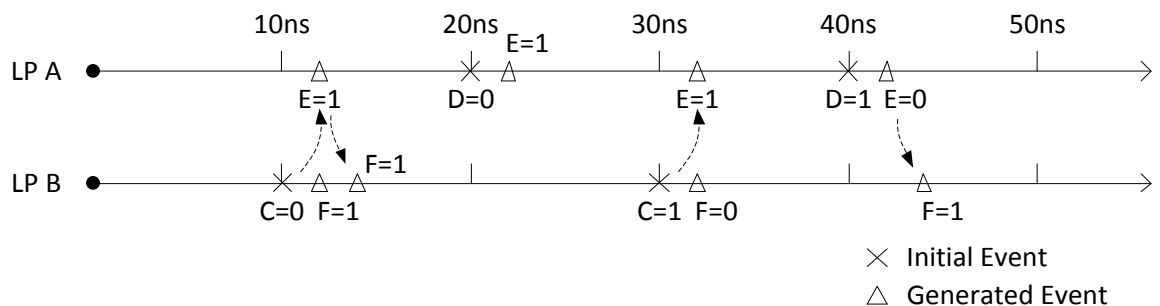 10ns 20ns 30ns 40ns 50ns
E=1
LP A
E=1 D=0 E=1 D=1 E=0
F=1
LP B
C=0 F=1 C=1 F=0 F=1
Initial Event
Generated Event